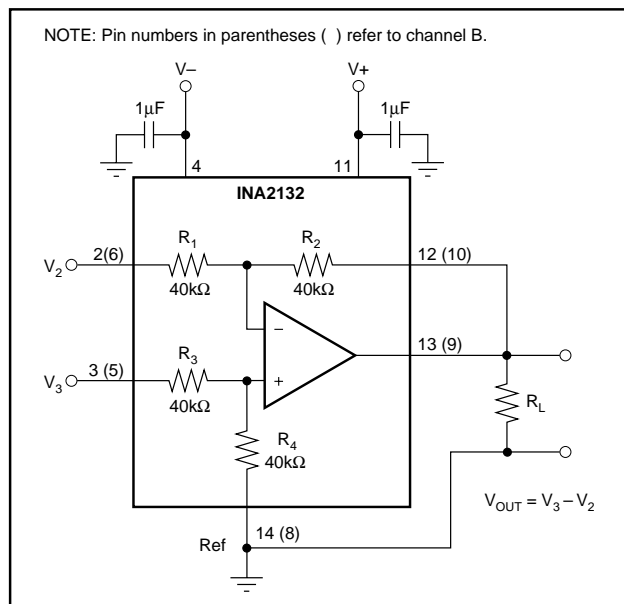 NOTE: Pin numbers in parentheses ( ) refer to channel B.
V– V+
1µF 1µF
4 11
INA2132
R1 R2
V2 2(6) 12 (10)
40kΩ 40kΩ
–
13 (9)
R3
V3 3 (5) +
40kΩ RL
R4
40kΩ
VOUT = V3 – V2
14 (8)
Ref